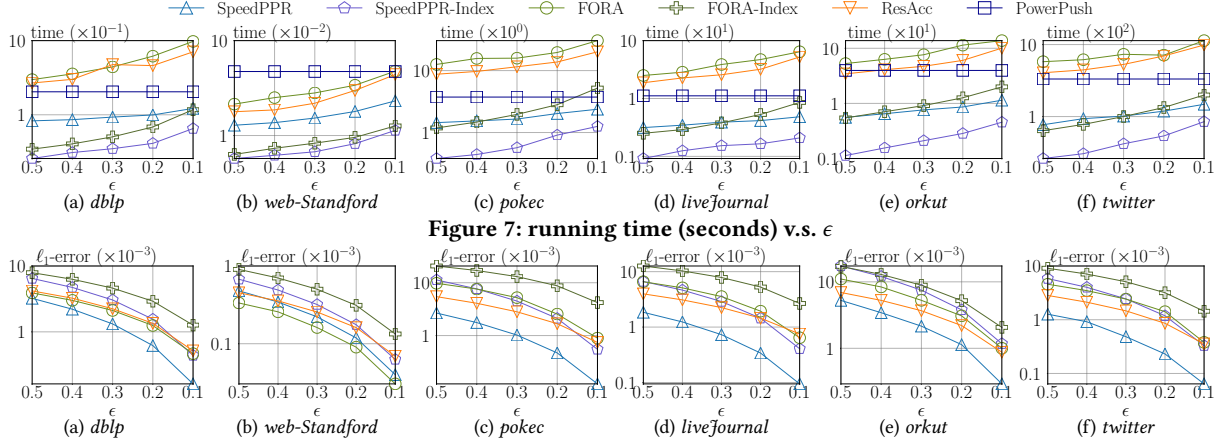 SpeedPPR SpeedPPR-Index FORA FORA-Index ResAcc PowerPush
time (×10⁻¹) time (×10⁻²) time (×10⁰) time (×10¹) time (×10¹) time (×10²)
10 10 10 10 10 10
1 1 1 1 1 1
0.1 0.1
0.5 0.4 0.3 0.2 0.1 0.5 0.4 0.3 0.2 0.1 0.5 0.4 0.3 0.2 0.1 0.5 0.4 0.3 0.2 0.1 0.5 0.4 0.3 0.2 0.1 0.5 0.4 0.3 0.2 0.1
ϵ ϵ ϵ ϵ ϵ ϵ
(a) dblp (b) web-Standford (c) pokec (d) liveJournal (e) orkut (f) twitter
Figure 7: running time (seconds) v.s. ϵ
ℓ₁-error (×10⁻³) ℓ₁-error (×10⁻³) ℓ₁-error (×10⁻³) ℓ₁-error (×10⁻³) ℓ₁-error (×10⁻³) ℓ₁-error (×10⁻³)
10 1 10 10 10 10
1 0.1 1 1 1 1
0.1 0.1
0.5 0.4 0.3 0.2 0.1 0.5 0.4 0.3 0.2 0.1 0.5 0.4 0.3 0.2 0.1 0.5 0.4 0.3 0.2 0.1 0.5 0.4 0.3 0.2 0.1 0.5 0.4 0.3 0.2 0.1
ϵ ϵ ϵ ϵ ϵ ϵ
(a) dblp (b) web-Standford (c) pokec (d) liveJournal (e) orkut (f) twitter